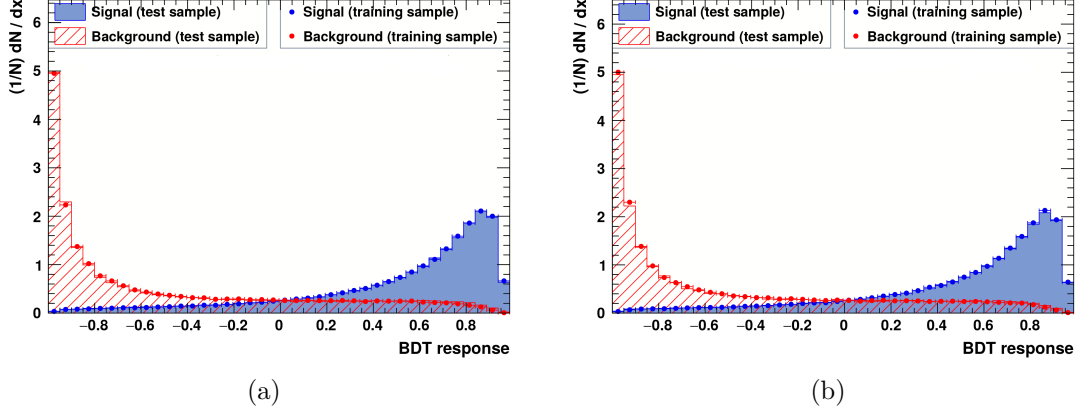 (1/N) dN / dx
Signal (test sample)
Background (test sample)
Signal (training sample)
Background (training sample)
6
5
4
3
2
1
0
−0.8 −0.6 −0.4 −0.2 0 0.2 0.4 0.6 0.8
BDT response
(a)
(1/N) dN / dx
Signal (test sample)
Background (test sample)
Signal (training sample)
Background (training sample)
6
5
4
3
2
1
0
−0.8 −0.6 −0.4 −0.2 0 0.2 0.4 0.6 0.8
BDT response
(b)